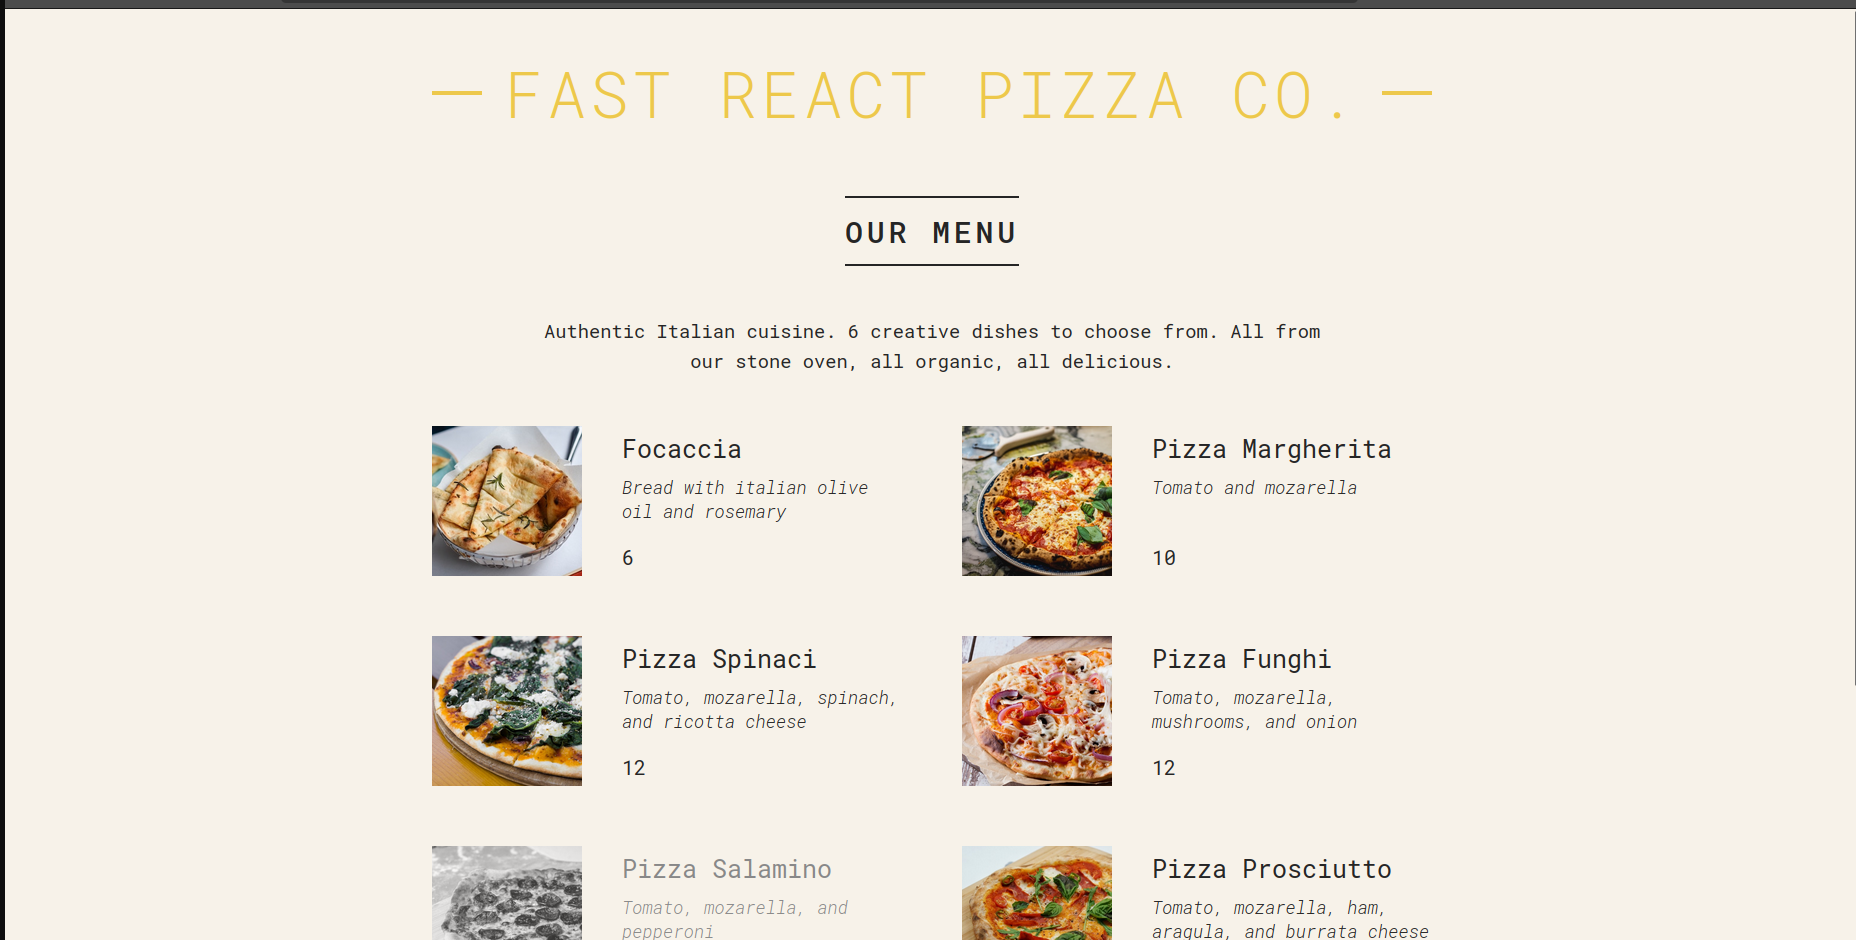 FAST REACT PIZZA CO.
OUR MENU
Authentic Italian cuisine. 6 creative dishes to choose from. All from
our stone oven, all organic, all delicious.
Focaccia
Bread with italian olive
oil and rosemary
6
Pizza Margherita
Tomato and mozarella
10
Pizza Spinaci
Tomato, mozarella, spinach,
and ricotta cheese
12
Pizza Funghi
Tomato, mozarella,
mushrooms, and onion
12
Pizza Salamino
Tomato, mozarella, and
pepperoni
Pizza Prosciutto
Tomato, mozarella, ham,
aragula, and burrata cheese